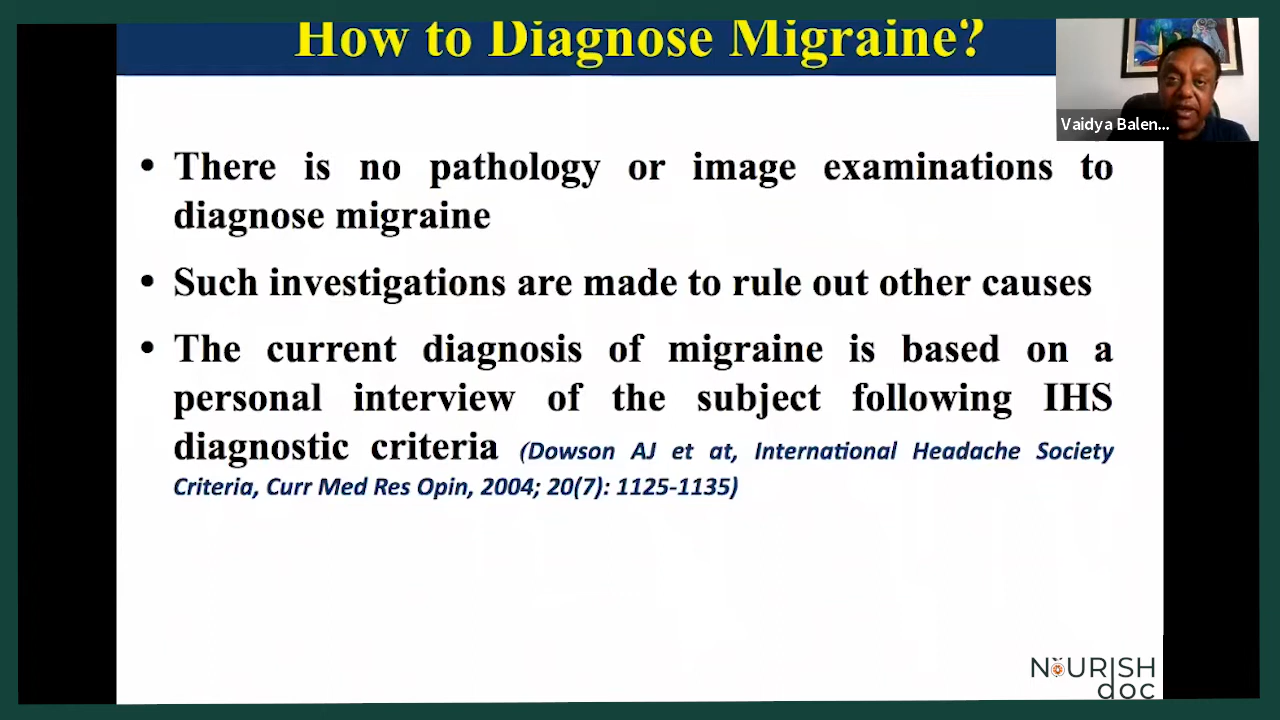 How to Diagnose Migraine?
Vaidya Balen...
• There is no pathology or image examinations to
diagnose migraine
• Such investigations are made to rule out other causes
• The current diagnosis of migraine is based on a
personal interview of the subject following IHS
diagnostic criteria (Dowson AJ et at, International Headache Society
Criteria, Curr Med Res Opin, 2004; 20(7): 1125-1135)
NOURISH
doc